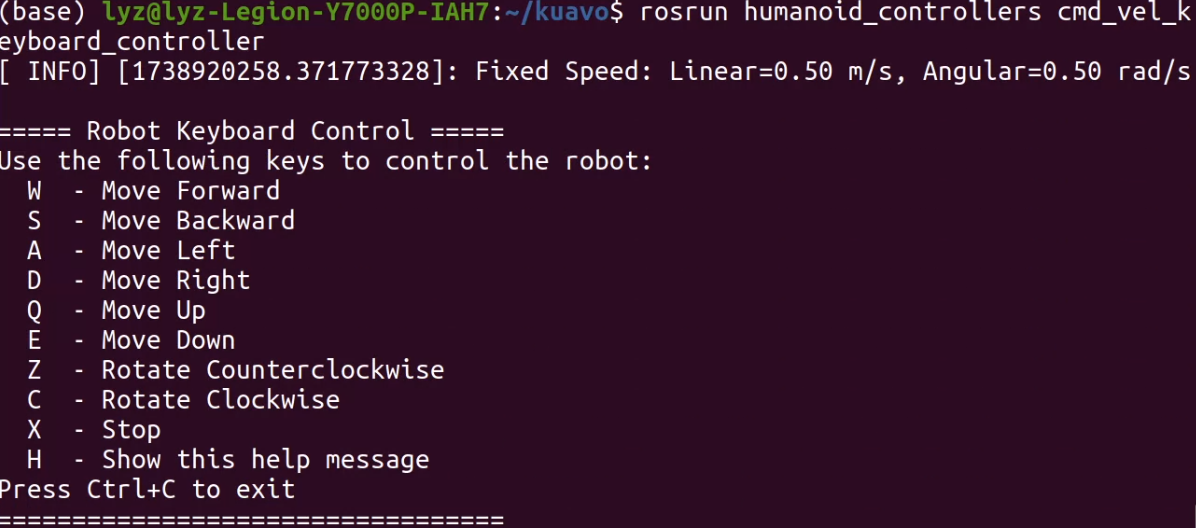 (base) lyz@lyz-Legion-Y7000P-IAH7:~/kuavo$ rosrun humanoid_controllers cmd_vel_k
eyboard_controller
[ INFO] [1738920258.371773328]: Fixed Speed: Linear=0.50 m/s, Angular=0.50 rad/s
===== Robot Keyboard Control =====
Use the following keys to control the robot:
W - Move Forward
S - Move Backward
A - Move Left
D - Move Right
Q - Move Up
E - Move Down
Z - Rotate Counterclockwise
C - Rotate Clockwise
X - Stop
H - Show this help message
Press Ctrl+C to exit
==================================